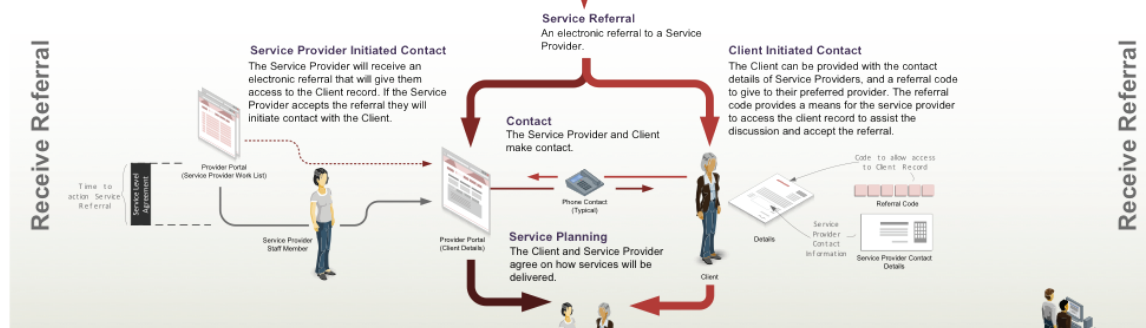 Receive Referral
Service Referral
An electronic referral to a Service
Provider.
Service Provider Initiated Contact
The Service Provider will receive an
electronic referral that will give them
access to the Client record. If the Service
Provider accepts the referral they will
initiate contact with the Client.
Client Initiated Contact
The Client can be provided with the contact
details of Service Providers, and a referral code
to give to their preferred provider. The referral
code provides a means for the service provider
to access the client record to assist the
discussion and accept the referral.
Contact
The Service Provider and Client
make contact.
Provider Portal
(Service Provider Work List)
Time to
action Service
Referral
Service Level
Agreement
Service Provider
Staff Member
Provider Portal
(Client Details)
Phone Contact
(Typical)
Service Planning
The Client and Service Provider
agree on how services will be
delivered.
Client
Details
Code to allow access
to Client Record
Referral Code
Service
Provider
Contact
Information
Service Provider Contact
Details
Receive Referral